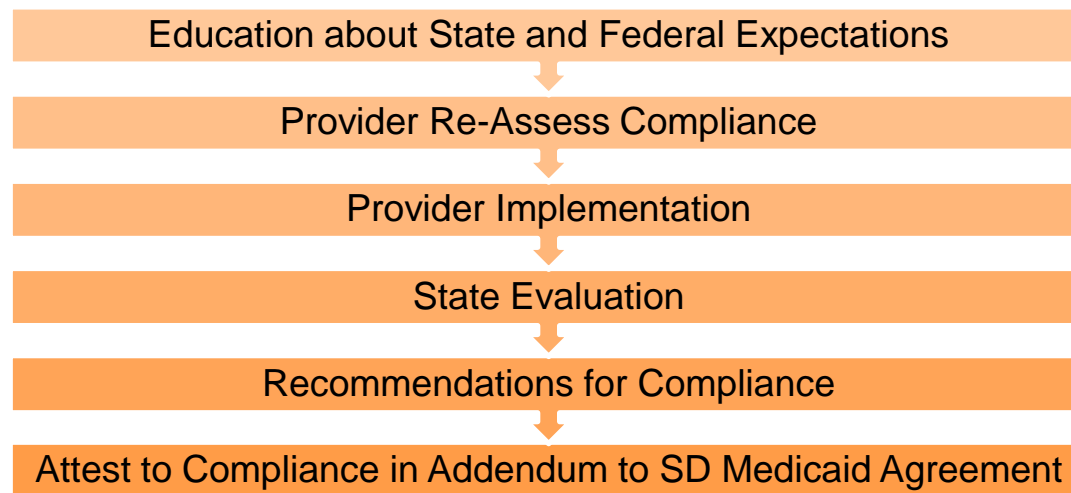 Education about State and Federal Expectations
Provider Re-Assess Compliance
Provider Implementation
State Evaluation
Recommendations for Compliance
Attest to Compliance in Addendum to SD Medicaid Agreement